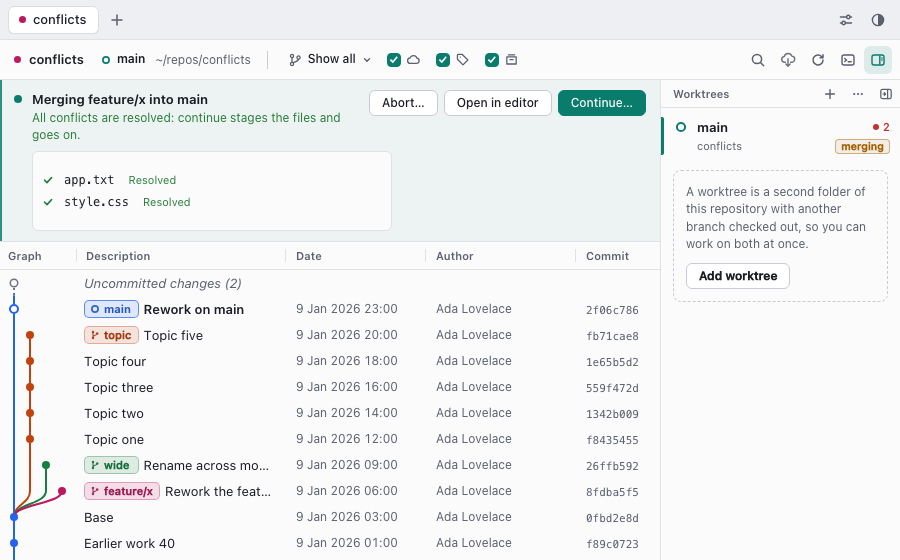 conflicts
conflicts main ~/repos/conflicts Show all
Merging feature/x into main
All conflicts are resolved: continue stages the files and
goes on.
Abort... Open in editor Continue...
app.txt Resolved
style.css Resolved
Graph Description Date Author Commit
Uncommitted changes (2)
main Rework on main 9 Jan 2026 23:00 Ada Lovelace 2f06c786
topic Topic five 9 Jan 2026 20:00 Ada Lovelace fb71cae8
Topic four 9 Jan 2026 18:00 Ada Lovelace 1e65b5d2
Topic three 9 Jan 2026 16:00 Ada Lovelace 559f472d
Topic two 9 Jan 2026 14:00 Ada Lovelace 1342b009
Topic one 9 Jan 2026 12:00 Ada Lovelace f8435455
wide Rename across mo... 9 Jan 2026 09:00 Ada Lovelace 26ffb592
feature/x Rework the feat... 9 Jan 2026 06:00 Ada Lovelace 8fdba5f5
Base 9 Jan 2026 03:00 Ada Lovelace 0fbd2e8d
Earlier work 40 9 Jan 2026 01:00 Ada Lovelace f89c0723
Worktrees
main 2
conflicts merging
A worktree is a second folder of
this repository with another
branch checked out, so you can
work on both at once.
Add worktree